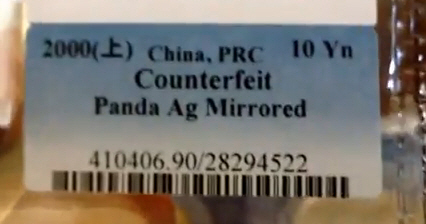 2000(上) China, PRC 10 Yn
Counterfeit
Panda Ag Mirrored
410406.90/28294522